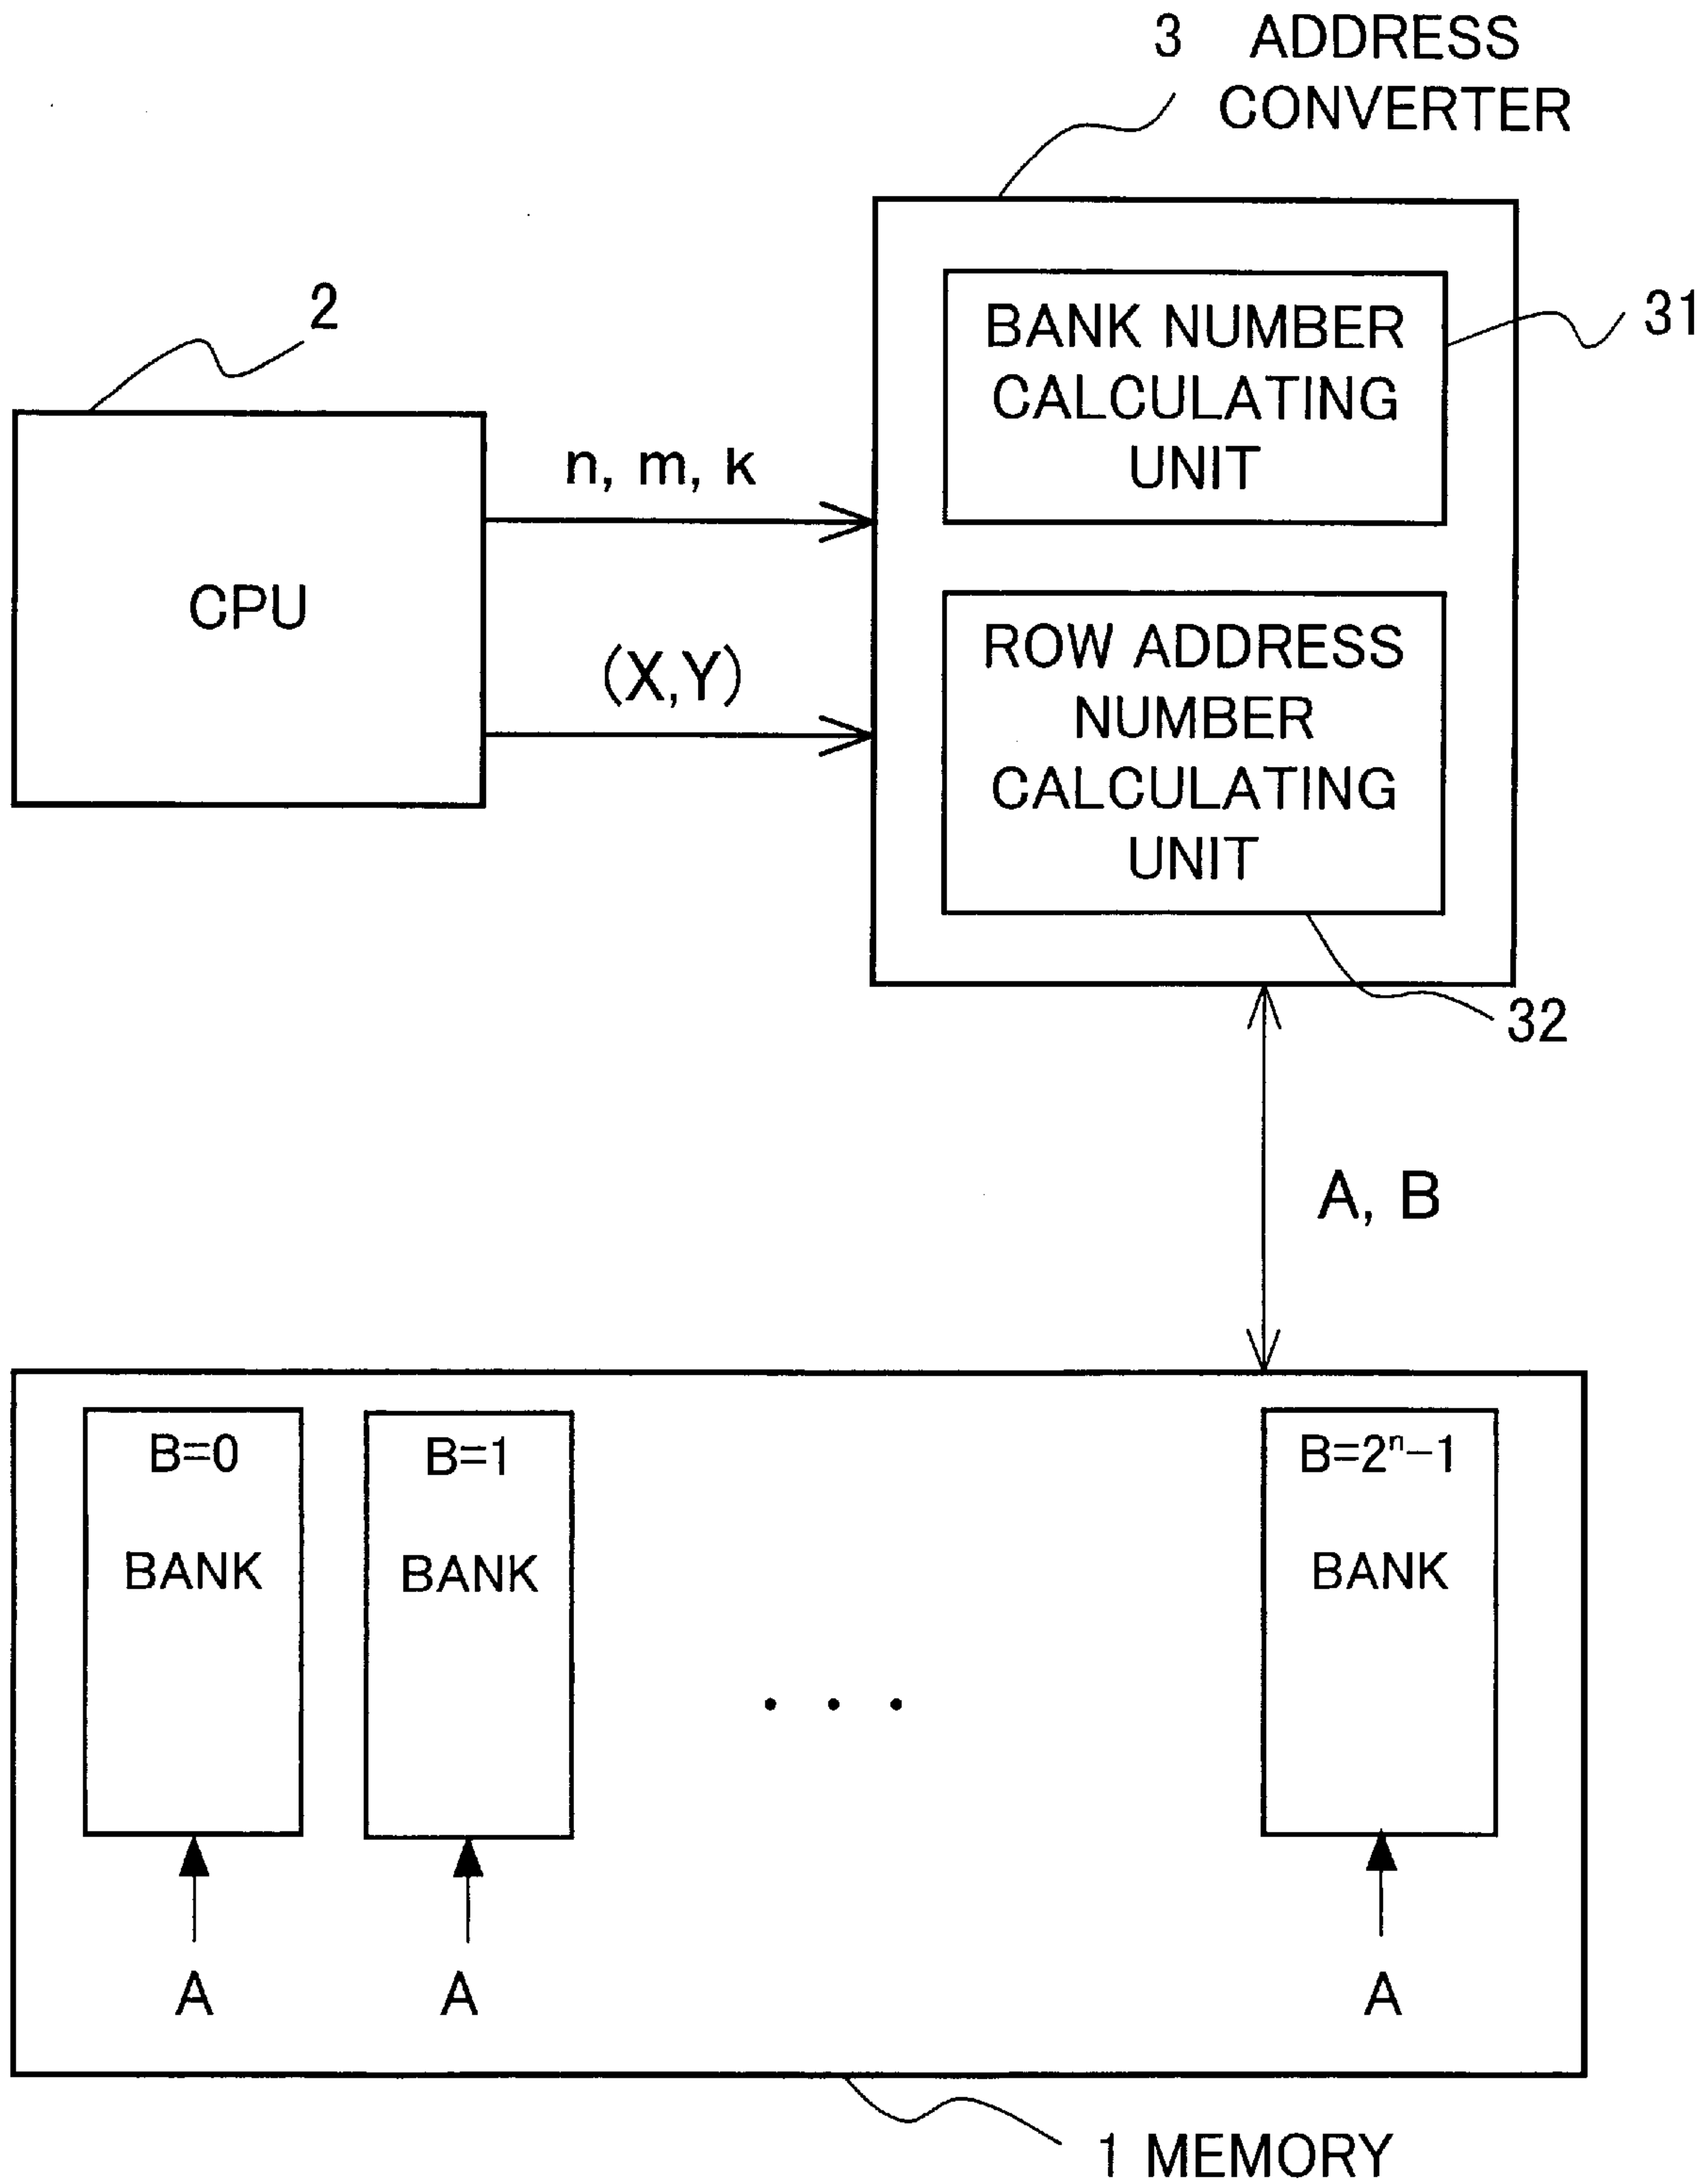 3 ADDRESS
CONVERTER
2
BANK NUMBER
CALCULATING
UNIT
31
n, m, k
CPU
(X,Y)
ROW ADDRESS
NUMBER
CALCULATING
UNIT
32
A, B
B=0
BANK
A
B=1
BANK
A
. . .
B=2ⁿ−1
BANK
A
1 MEMORY